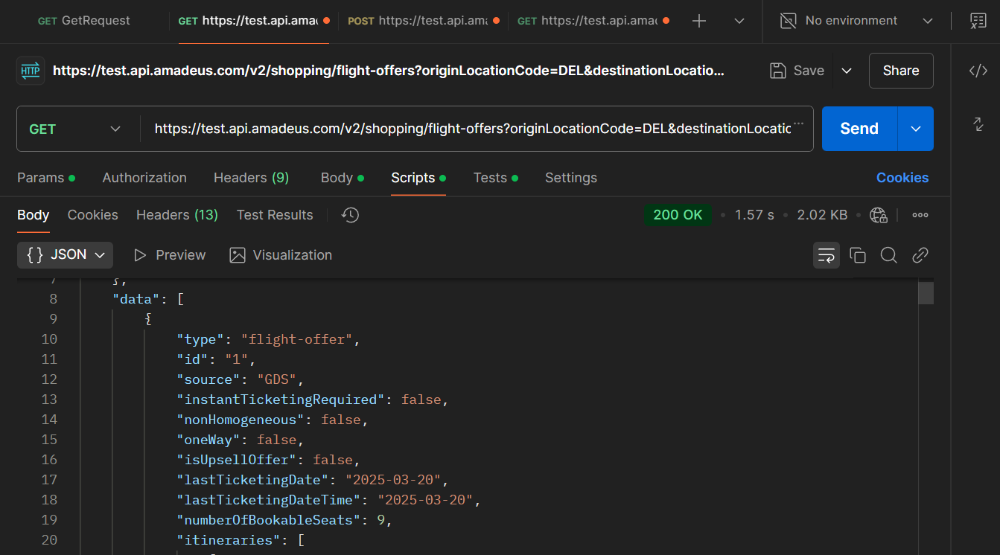 GET GetRequest GET https://test.api.amac POST https://test.api.ama: GET https://test.api.amac No environment
HTTP https://test.api.amadeus.com/v2/shopping/flight-offers?originLocationCode=DEL&destinationLocatio... Save Share </>
GET https://test.api.amadeus.com/v2/shopping/flight-offers?originLocationCode=DEL&destinationLocatic ... Send
Params Authorization Headers (9) Body Scripts Tests Settings Cookies
Body Cookies Headers (13) Test Results 200 OK • 1.57 s • 2.02 KB •
{} JSON Preview Visualization
7 },
8 "data": [
9 {
10 "type": "flight-offer",
11 "id": "1",
12 "source": "GDS",
13 "instantTicketingRequired": false,
14 "nonHomogeneous": false,
15 "oneWay": false,
16 "isUpsellOffer": false,
17 "lastTicketingDate": "2025-03-20",
18 "lastTicketingDateTime": "2025-03-20",
19 "numberOfBookableSeats": 9,
20 "itineraries": [